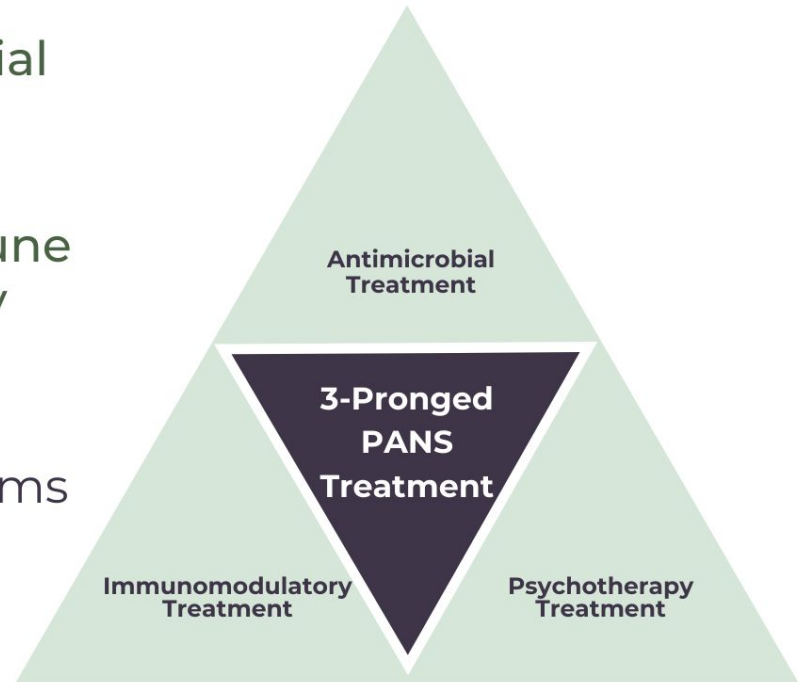 ial
une
y
ms
Antimicrobial
Treatment
3-Pronged
PANS
Treatment
Immunomodulatory
Treatment
Psychotherapy
Treatment